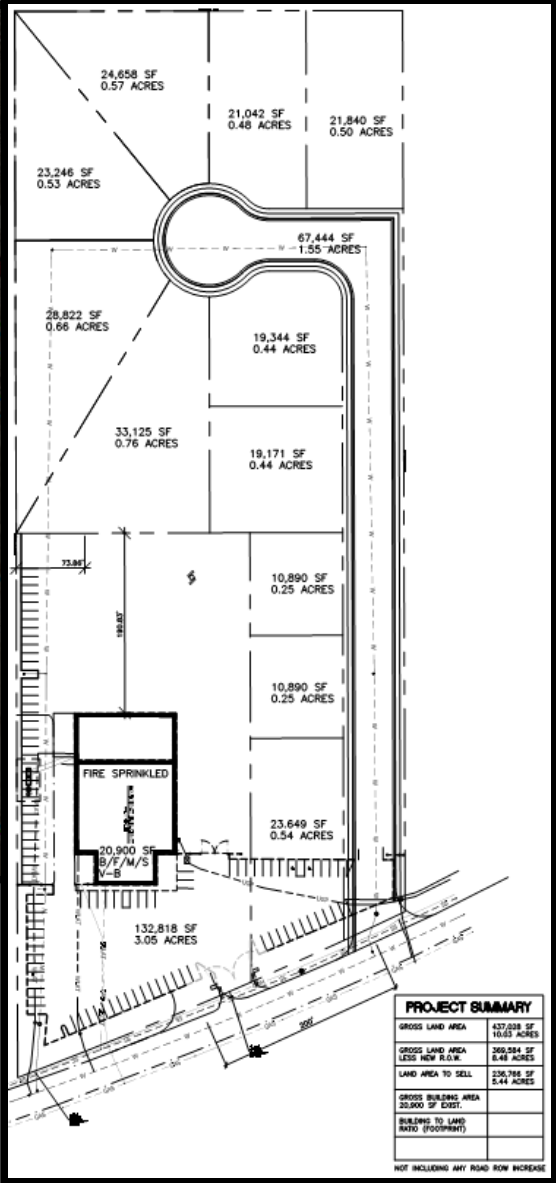 24,658 SF
0.57 ACRES
21,042 SF
0.48 ACRES
21,840 SF
0.50 ACRES
23,246 SF
0.53 ACRES
67,444 SF
1.55 ACRES
28,822 SF
0.66 ACRES
19,344 SF
0.44 ACRES
33,125 SF
0.76 ACRES
19,171 SF
0.44 ACRES
73.86'
190.83'
10,890 SF
0.25 ACRES
10,890 SF
0.25 ACRES
FIRE SPRINKLED
20,900 SF
B/F/M/S
V-B
23,649 SF
0.54 ACRES
132,818 SF
3.05 ACRES
200'
PROJECT SUMMARY
GROSS LAND AREA 437,028 SF
10.03 ACRES
GROSS LAND AREA 369,584 SF
LESS NEW R.O.W. 8.48 ACRES
LAND AREA TO SELL 236,766 SF
5.44 ACRES
GROSS BUILDING AREA
20,900 SF EXIST.
BUILDING TO LAND
RATIO (FOOTPRINT)
NOT INCLUDING ANY ROAD ROW INCREASE